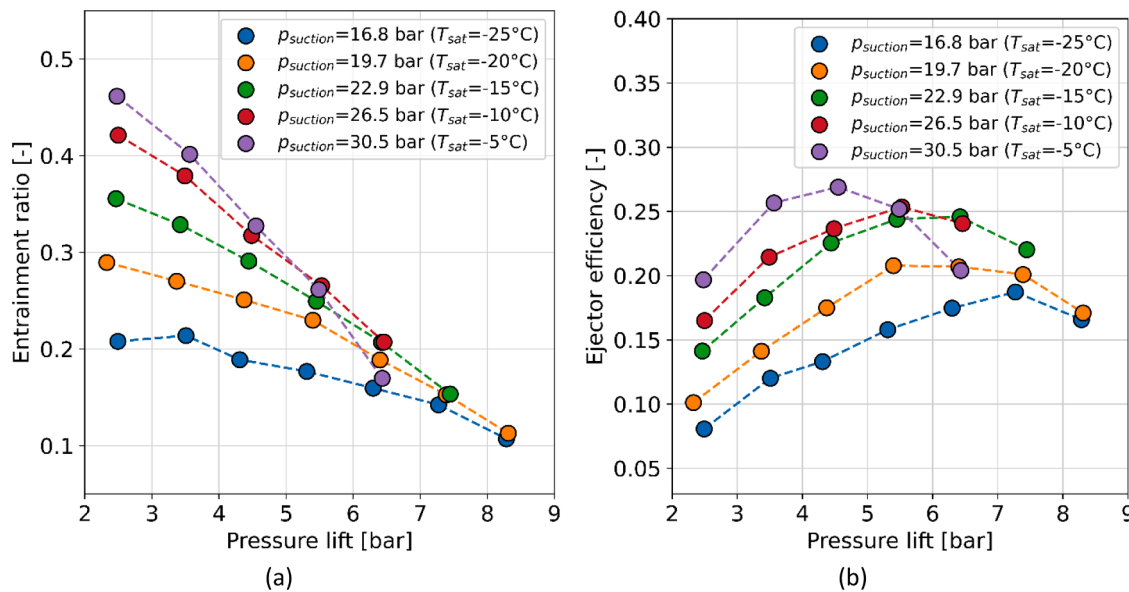 0.5
0.4
0.3
0.2
0.1
Entrainment ratio [-]
p_suction=16.8 bar (T_sat=-25°C)
p_suction=19.7 bar (T_sat=-20°C)
p_suction=22.9 bar (T_sat=-15°C)
p_suction=26.5 bar (T_sat=-10°C)
p_suction=30.5 bar (T_sat=-5°C)
2 3 4 5 6 7 8 9
Pressure lift [bar]
(a)
0.40
0.35
0.30
0.25
0.20
0.15
0.10
0.05
Ejector efficiency [-]
p_suction=16.8 bar (T_sat=-25°C)
p_suction=19.7 bar (T_sat=-20°C)
p_suction=22.9 bar (T_sat=-15°C)
p_suction=26.5 bar (T_sat=-10°C)
p_suction=30.5 bar (T_sat=-5°C)
2 3 4 5 6 7 8 9
Pressure lift [bar]
(b)